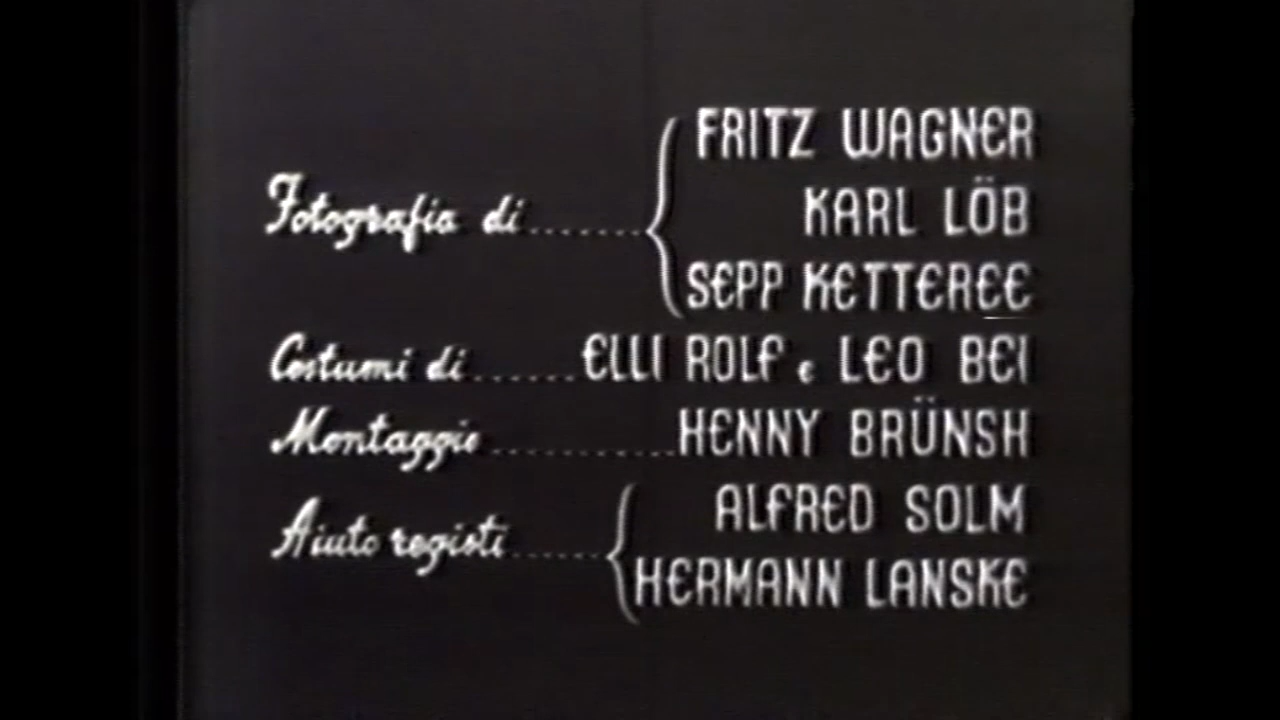 Fotografia di...... FRITZ WAGNER
KARL LÖB
SEPP KETTEREE
Costumi di...... ELLI ROLF e LEO BEI
Montaggio.......... HENNY BRÜNSH
Aiuto registi..... ALFRED SOLM
HERMANN LANSKE